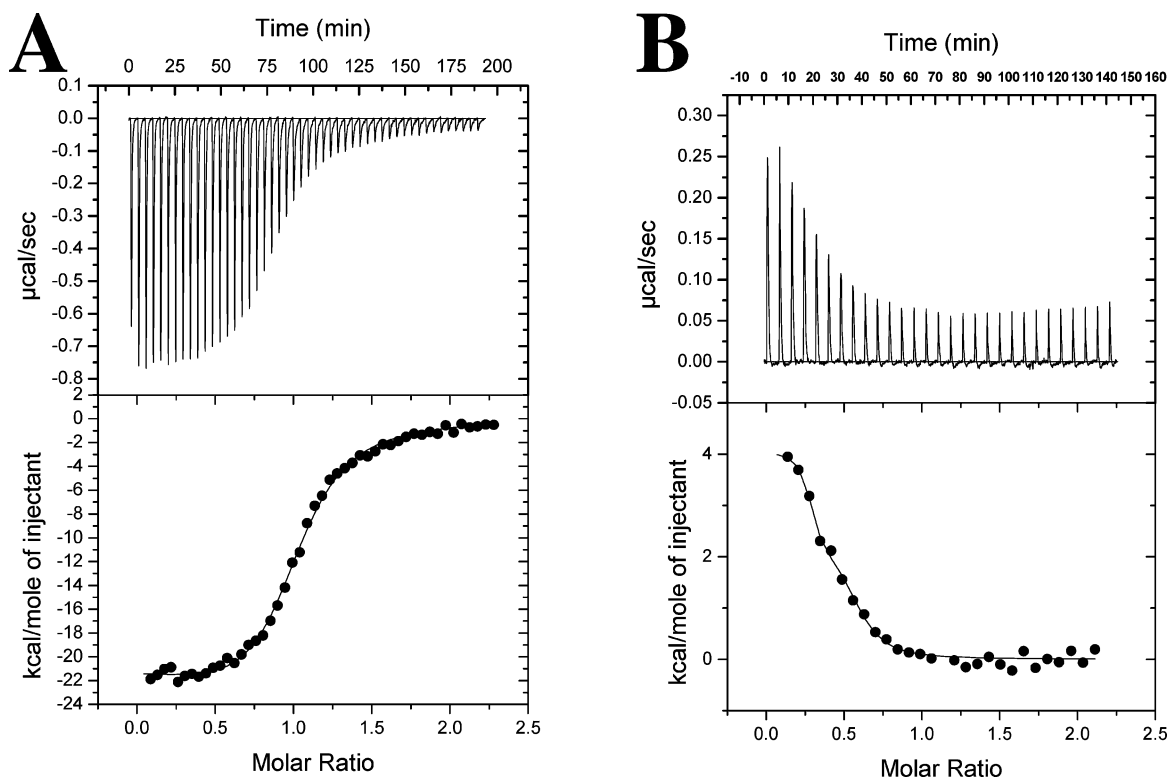 A
Time (min)
0 25 50 75 100 125 150 175 200
0.1
0.0
-0.1
-0.2
-0.3
-0.4
-0.5
-0.6
-0.7
-0.8
µcal/sec
2
0
-2
-4
-6
-8
-10
-12
-14
-16
-18
-20
-22
-24
kcal/mole of injectant
0.0 0.5 1.0 1.5 2.0 2.5
Molar Ratio
B
Time (min)
-10 0 10 20 30 40 50 60 70 80 90 100 110 120 130 140 150 160
0.30
0.25
0.20
0.15
0.10
0.05
0.00
-0.05
µcal/sec
4
2
0
kcal/mole of injectant
0.0 0.5 1.0 1.5 2.0 2.5
Molar Ratio